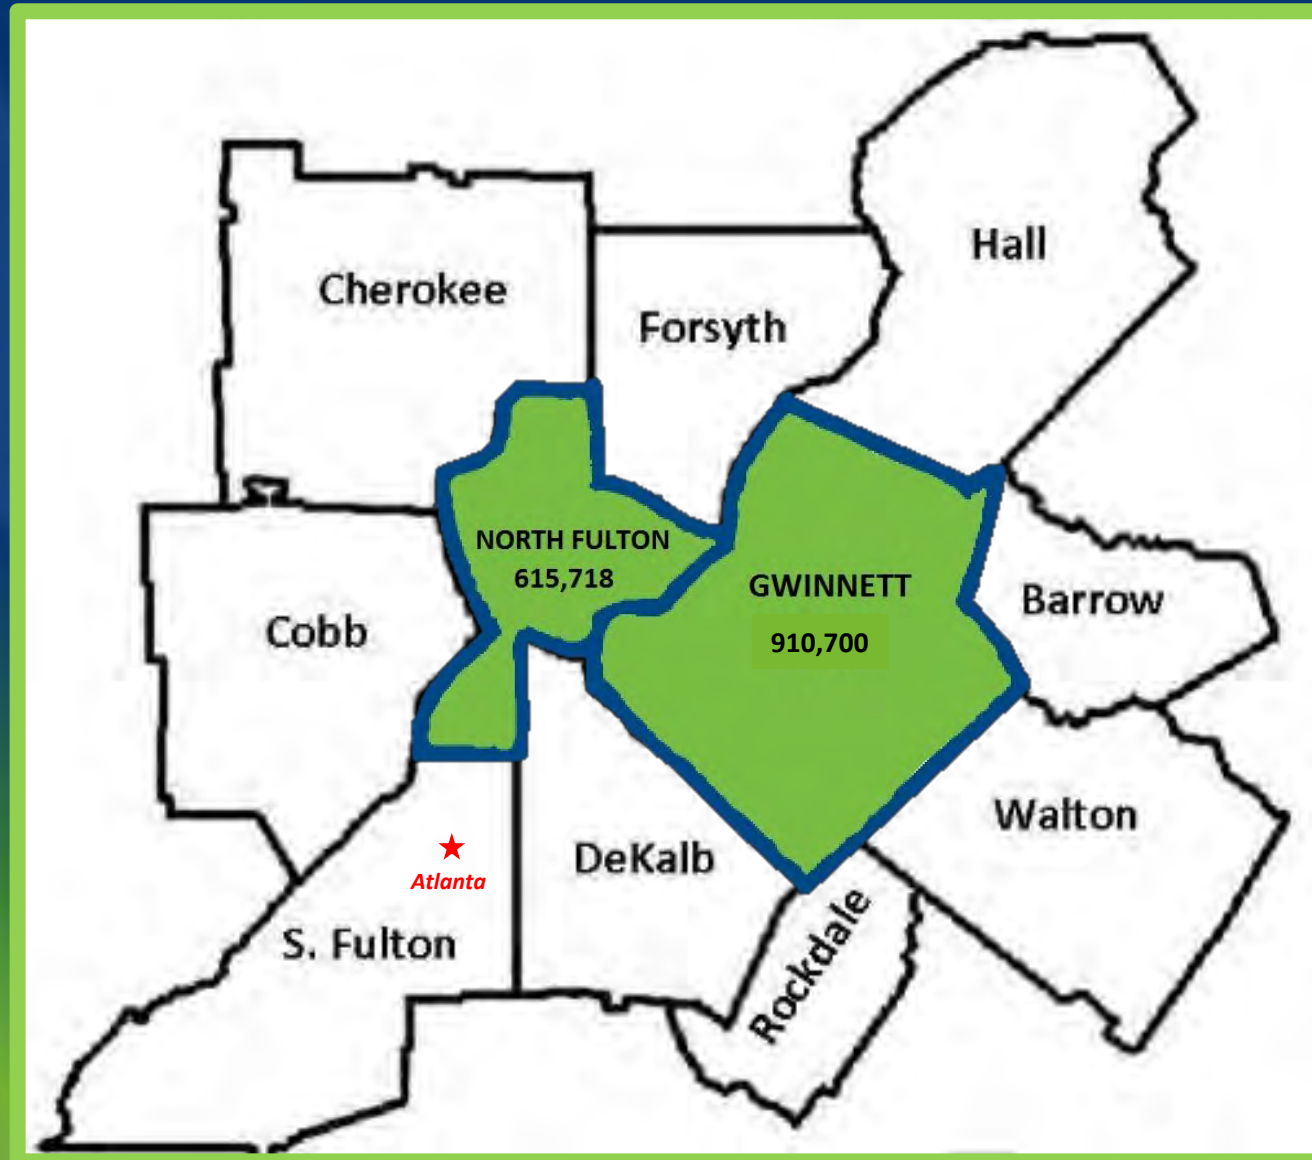 Hall
Cherokee
Forsyth
NORTH FULTON
615,718
GWINNETT
910,700
Barrow
Cobb
Walton
DeKalb
Atlanta
S. Fulton
Rockdale